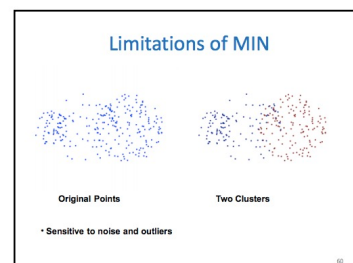 Limitations of MIN
Original Points
Two Clusters
• Sensitive to noise and outliers
60